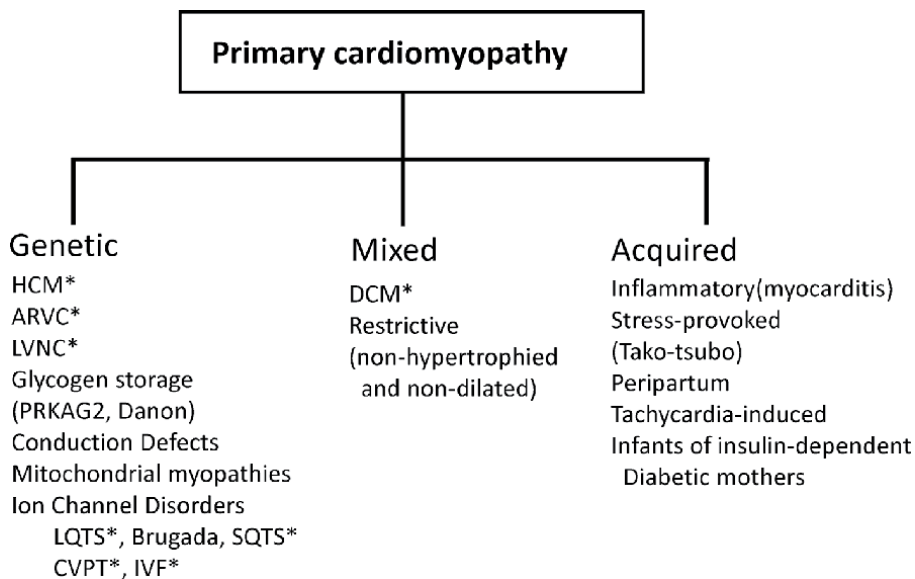 Primary cardiomyopathy
Genetic
HCM*
ARVC*
LVNC*
Glycogen storage
(PRKAG2, Danon)
Conduction Defects
Mitochondrial myopathies
Ion Channel Disorders
LQTS*, Brugada, SQTS*
CVPT*, IVF*
Mixed
DCM*
Restrictive
(non-hypertrophied
and non-dilated)
Acquired
Inflammatory(myocarditis)
Stress-provoked
(Tako-tsubo)
Peripartum
Tachycardia-induced
Infants of insulin-dependent
Diabetic mothers